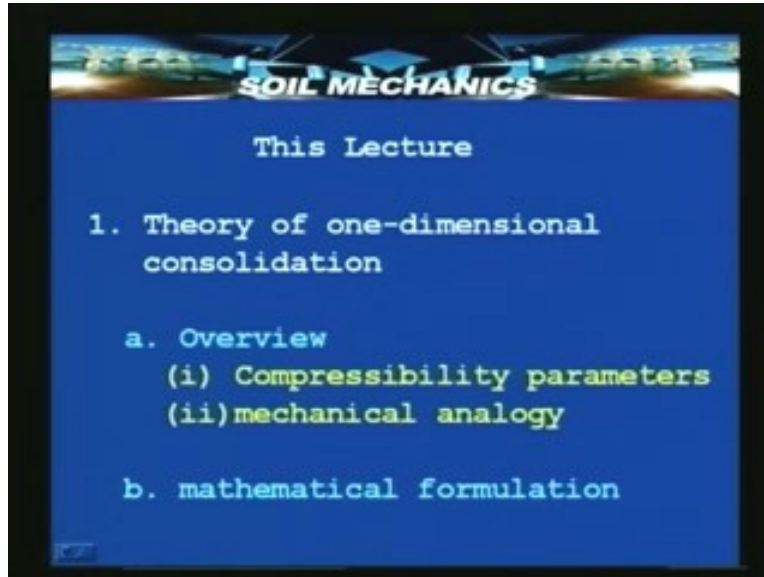 SOIL MECHANICS
This Lecture
1. Theory of one-dimensional
consolidation
a. Overview
(i) Compressibility parameters
(ii)mechanical analogy
b. mathematical formulation